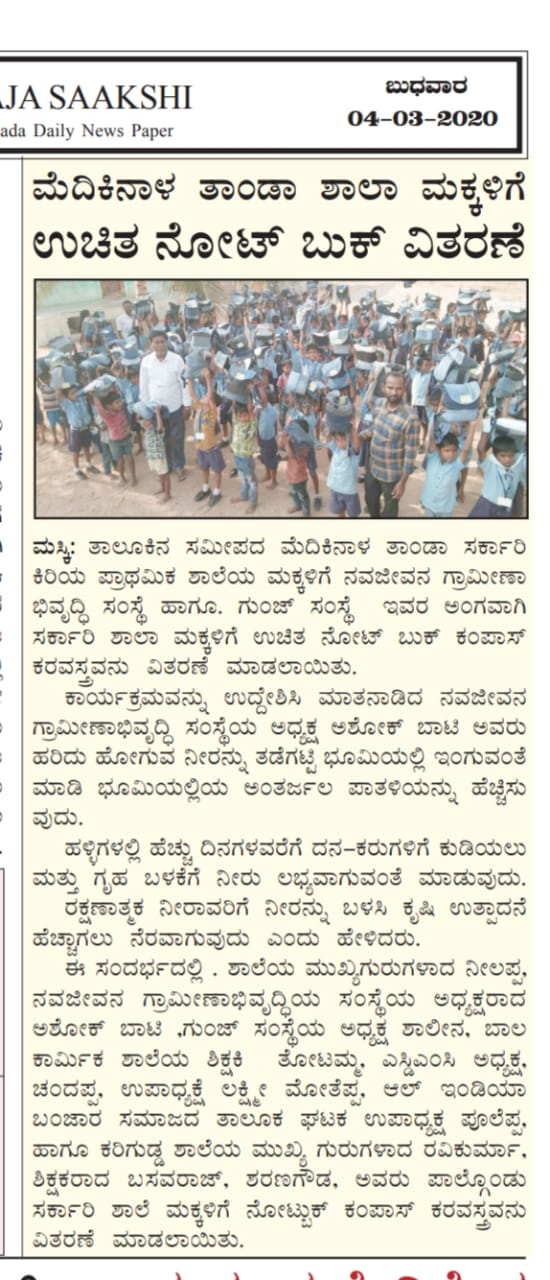 AJA SAAKSHI
ada Daily News Paper
ಬುಧವಾರ
04-03-2020
ಮೆದಿಕಿನಾಳ ತಾಂಡಾ ಶಾಲಾ ಮಕ್ಕಳಿಗೆ
ಉಚಿತ ನೋಟ್ ಬುಕ್ ವಿತರಣೆ
ಮಸ್ಕಿ: ತಾಲೂಕಿನ ಸಮೀಪದ ಮೆದಿಕಿನಾಳ ತಾಂಡಾ ಸರ್ಕಾರಿ
ಕಿರಿಯ ಪ್ರಾಥಮಿಕ ಶಾಲೆಯ ಮಕ್ಕಳಿಗೆ ನವಜೀವನ ಗ್ರಾಮೀಣಾ
ಭಿವೃದ್ಧಿ ಸಂಸ್ಥೆ ಹಾಗೂ. ಗುಂಜ್ ಸಂಸ್ಥೆ ಇವರ ಅಂಗವಾಗಿ
ಸರ್ಕಾರಿ ಶಾಲಾ ಮಕ್ಕಳಿಗೆ ಉಚಿತ ನೋಟ್ ಬುಕ್ ಕಂಪಾಸ್
ಕರವಸ್ತ್ರವನು ವಿತರಣೆ ಮಾಡಲಾಯಿತು.
ಕಾರ್ಯಕ್ರಮವನ್ನು ಉದ್ದೇಶಿಸಿ ಮಾತನಾಡಿದ ನವಜೀವನ
ಗ್ರಾಮೀಣಾಭಿವೃದ್ಧಿ ಸಂಸ್ಥೆಯ ಅಧ್ಯಕ್ಷ ಅಶೋಕ್ ಬಾಟಿ ಅವರು
ಹರಿದು ಹೋಗುವ ನೀರನ್ನು ತಡೆಗಟ್ಟಿ ಭೂಮಿಯಲ್ಲಿ ಇಂಗುವಂತೆ
ಮಾಡಿ ಭೂಮಿಯಲ್ಲಿಯ ಅಂತರ್ಜಲ ಪಾತಳಿಯನ್ನು ಹೆಚ್ಚಿಸು
ವುದು.
ಹಳ್ಳಿಗಳಲ್ಲಿ ಹೆಚ್ಚು ದಿನಗಳವರೆಗೆ ದನ-ಕರುಗಳಿಗೆ ಕುಡಿಯಲು
ಮತ್ತು ಗೃಹ ಬಳಕೆಗೆ ನೀರು ಲಭ್ಯವಾಗುವಂತೆ ಮಾಡುವುದು.
ರಕ್ಷಣಾತ್ಮಕ ನೀರಾವರಿಗೆ ನೀರನ್ನು ಬಳಸಿ ಕೃಷಿ ಉತ್ಪಾದನೆ
ಹೆಚ್ಚಾಗಲು ನೆರವಾಗುವುದು ಎಂದು ಹೇಳಿದರು.
ಈ ಸಂದರ್ಭದಲ್ಲಿ . ಶಾಲೆಯ ಮುಖ್ಯಗುರುಗಳಾದ ನೀಲಪ್ಪ,
ನವಜೀವನ ಗ್ರಾಮೀಣಾಭಿವೃದ್ಧಿಯ ಸಂಸ್ಥೆಯ ಅಧ್ಯಕ್ಷರಾದ
ಅಶೋಕ್ ಬಾಟಿ ,ಗುಂಜ್ ಸಂಸ್ಥೆಯ ಅಧ್ಯಕ್ಷ ಶಾಲೀನ, ಬಾಲ
ಕಾರ್ಮಿಕ ಶಾಲೆಯ ಶಿಕ್ಷಕಿ ತೋಟಮ್ಮ, ಎಸ್ಡಿಎಂಸಿ ಅಧ್ಯಕ್ಷ,
ಚಂದಪ್ಪ, ಉಪಾಧ್ಯಕ್ಷೆ ಲಕ್ಷ್ಮೀ ಮೋತೆಪ್ಪ, ಆಲ್ ಇಂಡಿಯಾ
ಬಂಜಾರ ಸಮಾಜದ ತಾಲೂಕ ಘಟಕ ಉಪಾಧ್ಯಕ್ಷ ಪೂಲೆಪ್ಪ,
ಹಾಗೂ ಕರಿಗುಡ್ಡ ಶಾಲೆಯ ಮುಖ್ಯ ಗುರುಗಳಾದ ರವಿಕುರ್ಮಾ,
ಶಿಕ್ಷಕರಾದ ಬಸವರಾಜ್, ಶರಣಗೌಡ, ಅವರು ಪಾಲ್ಗೊಂಡು
ಸರ್ಕಾರಿ ಶಾಲೆ ಮಕ್ಕಳಿಗೆ ನೋಟ್ಬುಕ್ ಕಂಪಾಸ್ ಕರವಸ್ತ್ರವನು
ವಿತರಣೆ ಮಾಡಲಾಯಿತು.